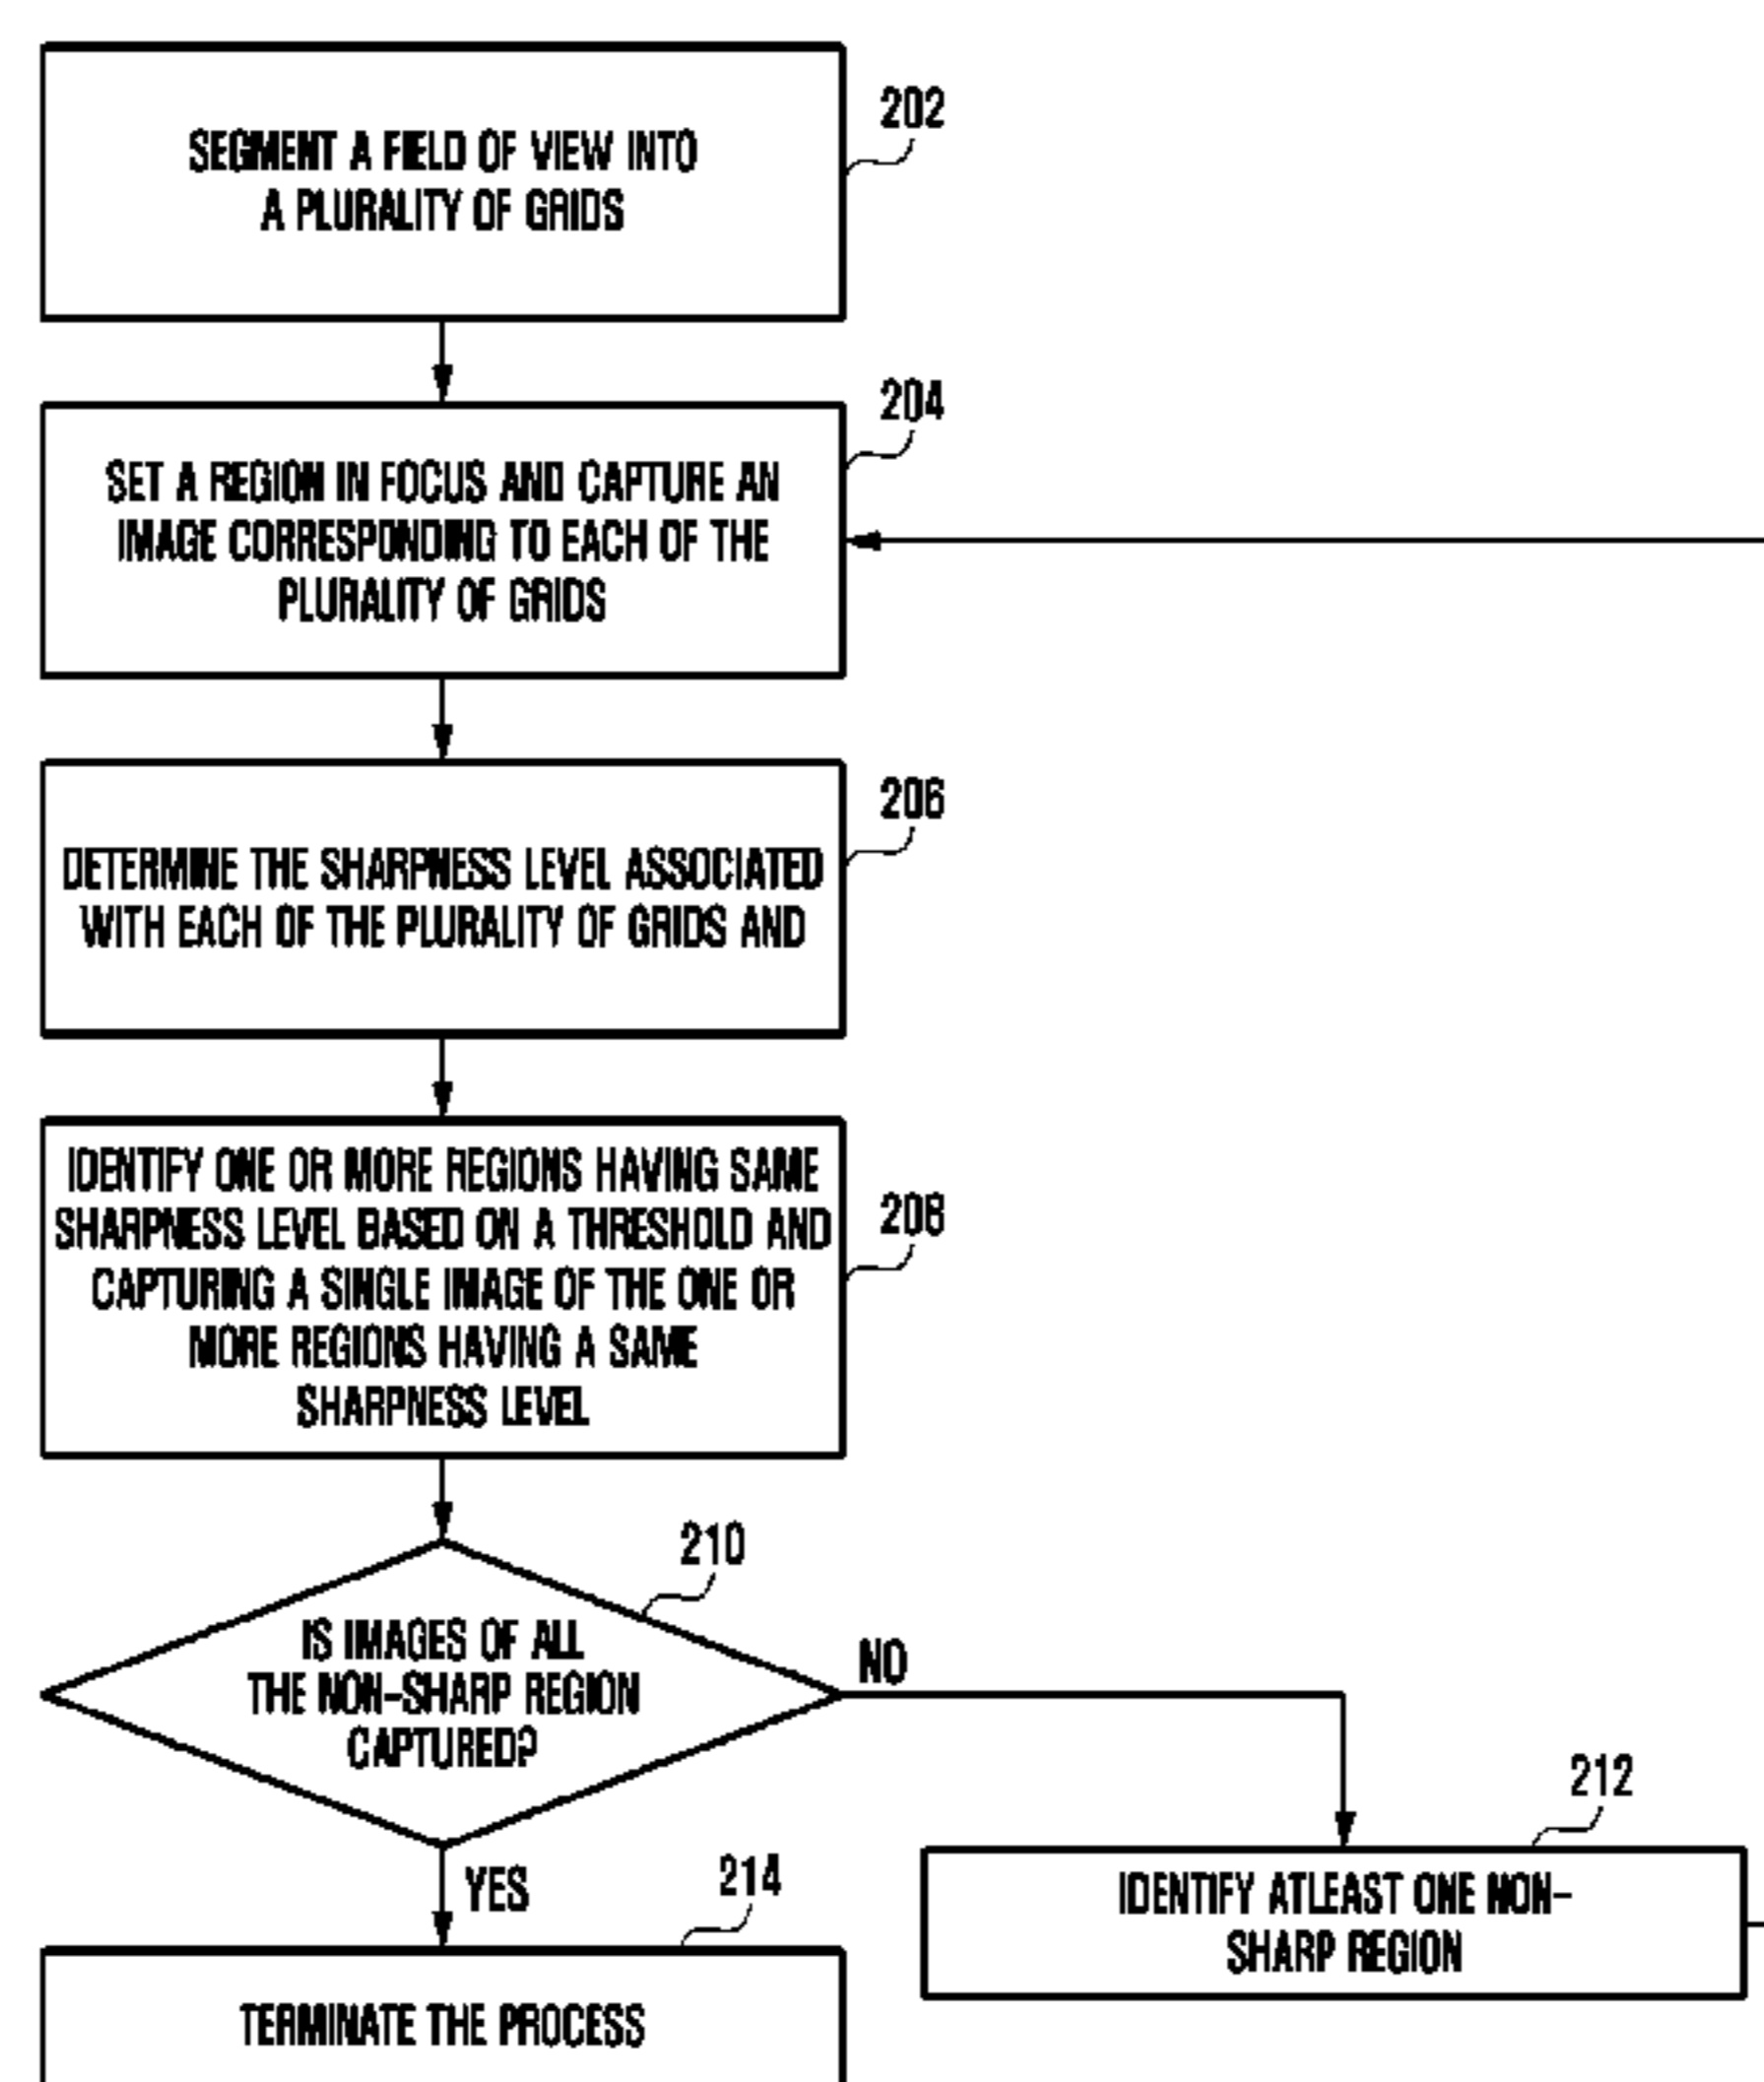 SEGMENT A FIELD OF VIEW INTO
A PLURALITY OF GRIDS
202
SET A REGION IN FOCUS AND CAPTURE AN
IMAGE CORRESPONDING TO EACH OF THE
PLURALITY OF GRIDS
204
DETERMINE THE SHARPNESS LEVEL ASSOCIATED
WITH EACH OF THE PLURALITY OF GRIDS AND
206
IDENTIFY ONE OR MORE REGIONS HAVING SAME
SHARPNESS LEVEL BASED ON A THRESHOLD AND
CAPTURING A SINGLE IMAGE OF THE ONE OR
MORE REGIONS HAVING A SAME
SHARPNESS LEVEL
208
IS IMAGES OF ALL
THE NON-SHARP REGION
CAPTURED?
210
NO
212
IDENTIFY ATLEAST ONE NON-
SHARP REGION
YES
214
TERMINATE THE PROCESS